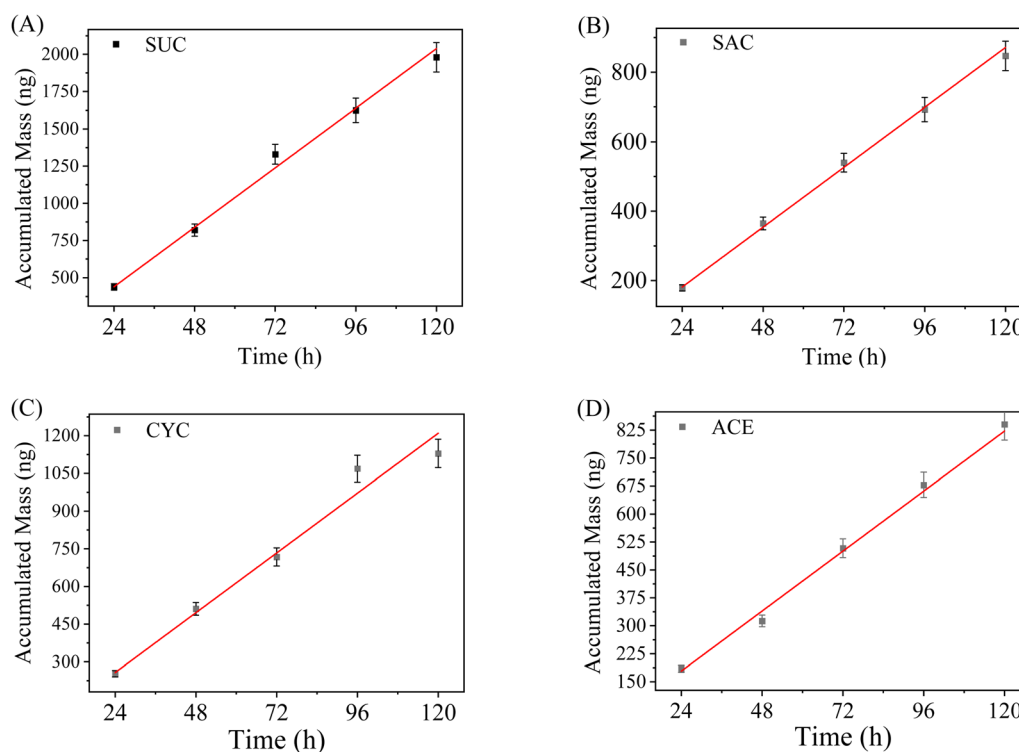 (A)
SUC
Accumulated Mass (ng)
2000
1750
1500
1250
1000
750
500
24 48 72 96 120
Time (h)
(B)
SAC
Accumulated Mass (ng)
800
600
400
200
24 48 72 96 120
Time (h)
(C)
CYC
Accumulated Mass (ng)
1200
1050
900
750
600
450
300
24 48 72 96 120
Time (h)
(D)
ACE
Accumulated Mass (ng)
825
750
675
600
525
450
375
300
225
150
24 48 72 96 120
Time (h)